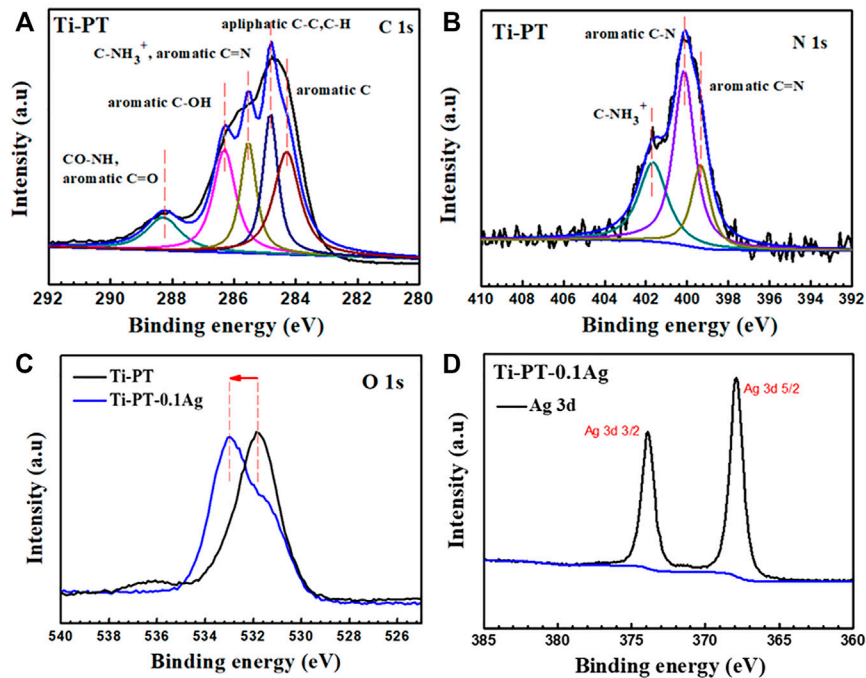 A
Ti-PT
apliphatic C-C,C-H
C 1s
C-NH3+, aromatic C=N
aromatic C-OH
aromatic C
CO-NH,
aromatic C=O
Intensity (a.u)
292 290 288 286 284 282 280
Binding energy (eV)
B
Ti-PT
N 1s
aromatic C-N
aromatic C=N
C-NH3+
Intensity (a.u)
410 408 406 404 402 400 398 396 394 392
Binding energy (eV)
C
Ti-PT
Ti-PT-0.1Ag
O 1s
Intensity (a.u)
540 538 536 534 532 530 528 526
Binding energy (eV)
D
Ti-PT-0.1Ag
Ag 3d
Ag 3d 5/2
Ag 3d 3/2
Intensity (a.u)
385 380 375 370 365 360
Binding energy (eV)